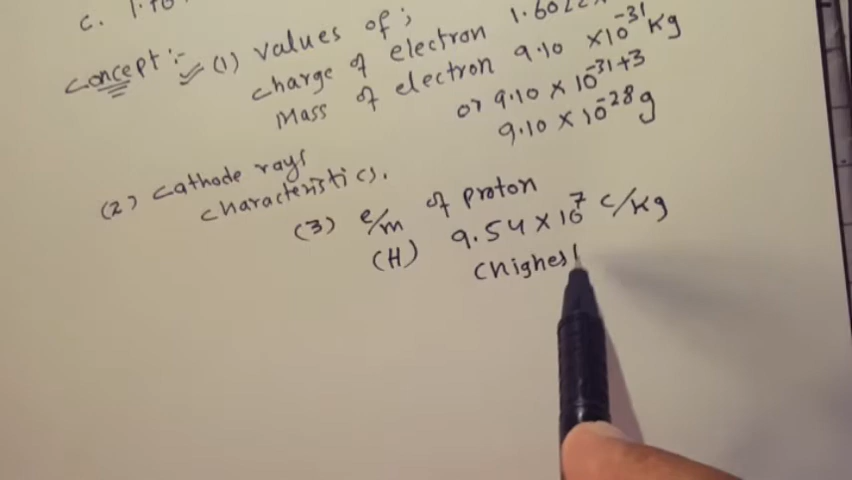 c. 1.76
concept:- (1) values of ;
charge of electron 1.6022
Mass of electron 9.10 ×10⁻³¹ kg
or 9.10 × 10⁻³¹⁺³
9.10 × 10⁻²⁸ g
(2) cathode rays
characteristics.
(3) e/m of proton
(H) 9.54 × 10⁷ c/kg
(highest